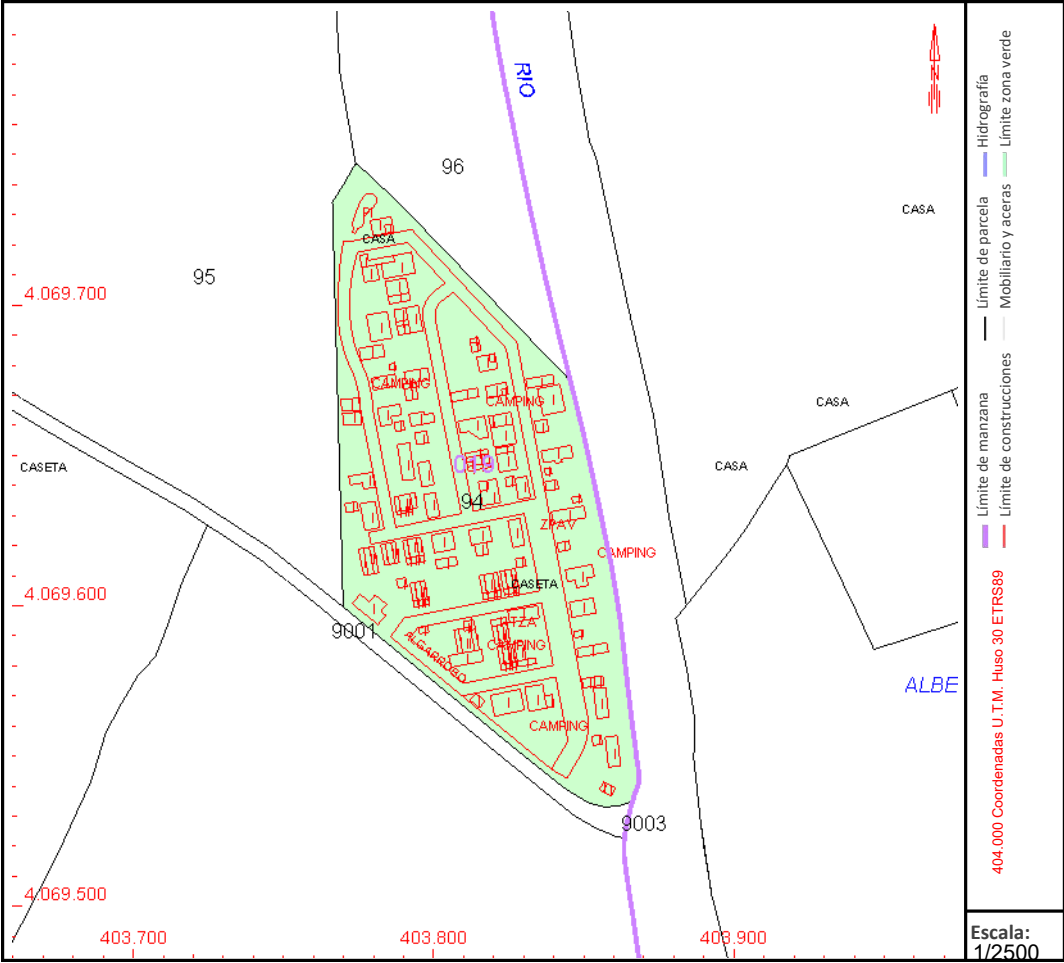 RIO
N
96
CASA
PI
CASA
95
4.069.700
CAMPING
CAMPING
CASA
CASETA
019
CASA
94
ZPAV
CAMPING
CASETA
4.069.600
9001
TZA
ALGARROBO
CAMPING
ALBE
CAMPING
9003
4.069.500
403.700
403.800
403.900
Límite de manzana
Límite de parcela
Hidrografía
Límite de construcciones
Mobiliario y aceras
Límite zona verde
404.000 Coordenadas U.T.M. Huso 30 ETRS89
Escala:
1/2500